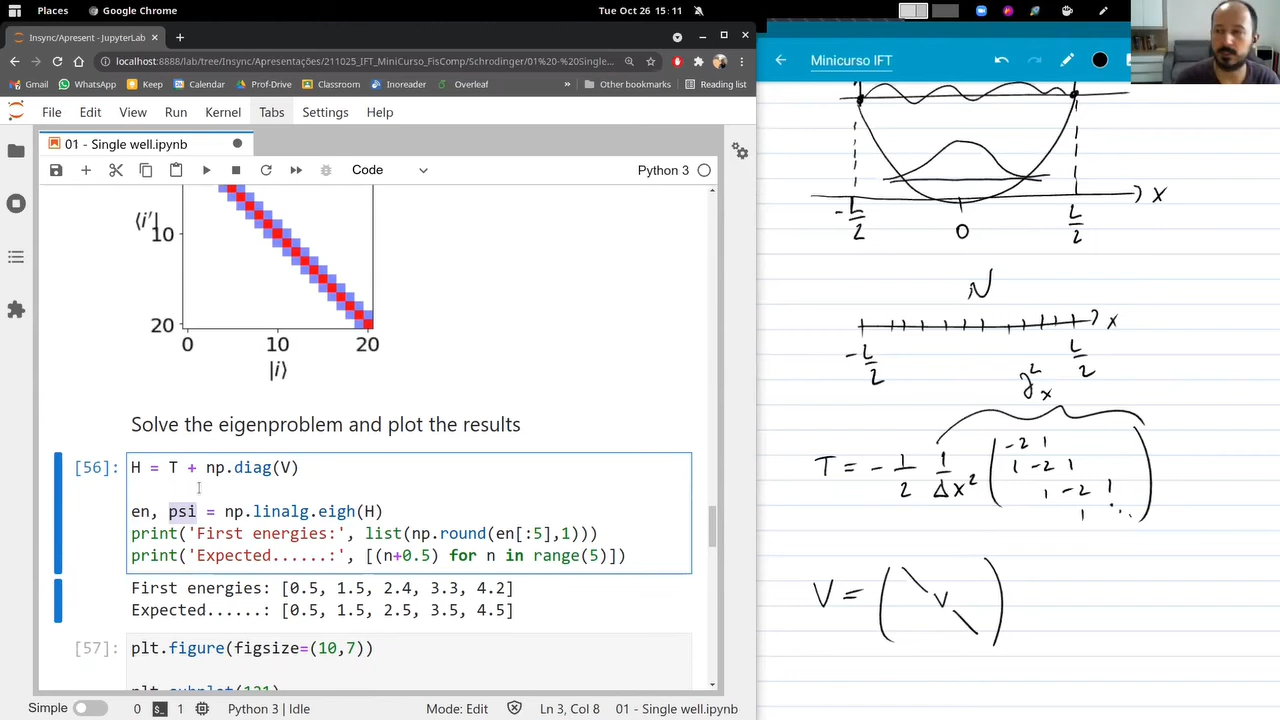 Places
Google Chrome
Tue Oct 26 15:11
Insync/Apresent - JupyterLab
localhost:8888/lab/tree/Insync/Apresentações/211025_IFT_MiniCurso_FisComp/Schrodinger/01%20-%20Single...
Gmail WhatsApp Keep Calendar Prof-Drive Classroom Inoreader Overleaf » Other bookmarks Reading list
File Edit View Run Kernel Tabs Settings Help
01 - Single well.ipynb
Code
Python 3
⟨i'|
10
20
0 10 20
|i⟩
Solve the eigenproblem and plot the results
[56]: H = T + np.diag(V)
en, psi = np.linalg.eigh(H)
print('First energies:', list(np.round(en[:5],1)))
print('Expected......:', [(n+0.5) for n in range(5)])
First energies: [0.5, 1.5, 2.4, 3.3, 4.2]
Expected......: [0.5, 1.5, 2.5, 3.5, 4.5]
[57]: plt.figure(figsize=(10,7))
plt.subplot(121)
Simple 0 1 Python 3 | Idle Mode: Edit Ln 3, Col 8 01 - Single well.ipynb
Minicurso IFT
x
-L/2 0 L/2
N
x
-L/2 L/2
∂²x
T = - 1/2 1/Δx² ( -2 1
1 -2 1
1 -2 1
1 ⋱ )
V = ( \ V \ )